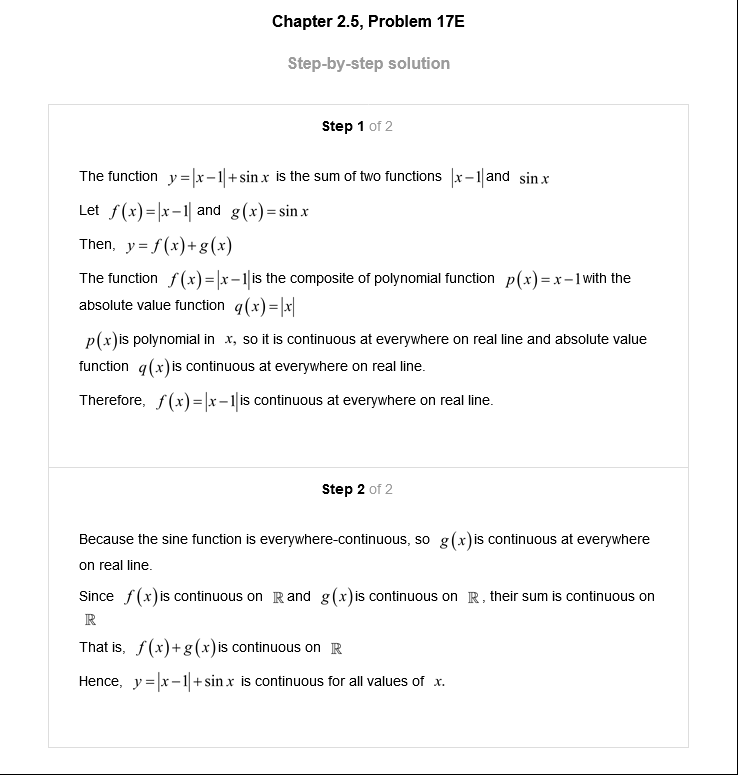 Chapter 2.5, Problem 17E
Step-by-step solution
Step 1 of 2
The function y=|x−1|+sin x is the sum of two functions |x−1| and sin x
Let f(x)=|x−1| and g(x)=sin x
Then, y=f(x)+g(x)
The function f(x)=|x−1| is the composite of polynomial function p(x)=x−1 with the
absolute value function q(x)=|x|
p(x) is polynomial in x, so it is continuous at everywhere on real line and absolute value
function q(x) is continuous at everywhere on real line.
Therefore, f(x)=|x−1| is continuous at everywhere on real line.
Step 2 of 2
Because the sine function is everywhere-continuous, so g(x) is continuous at everywhere
on real line.
Since f(x) is continuous on ℝ and g(x) is continuous on ℝ, their sum is continuous on
ℝ
That is, f(x)+g(x) is continuous on ℝ
Hence, y=|x−1|+sin x is continuous for all values of x.